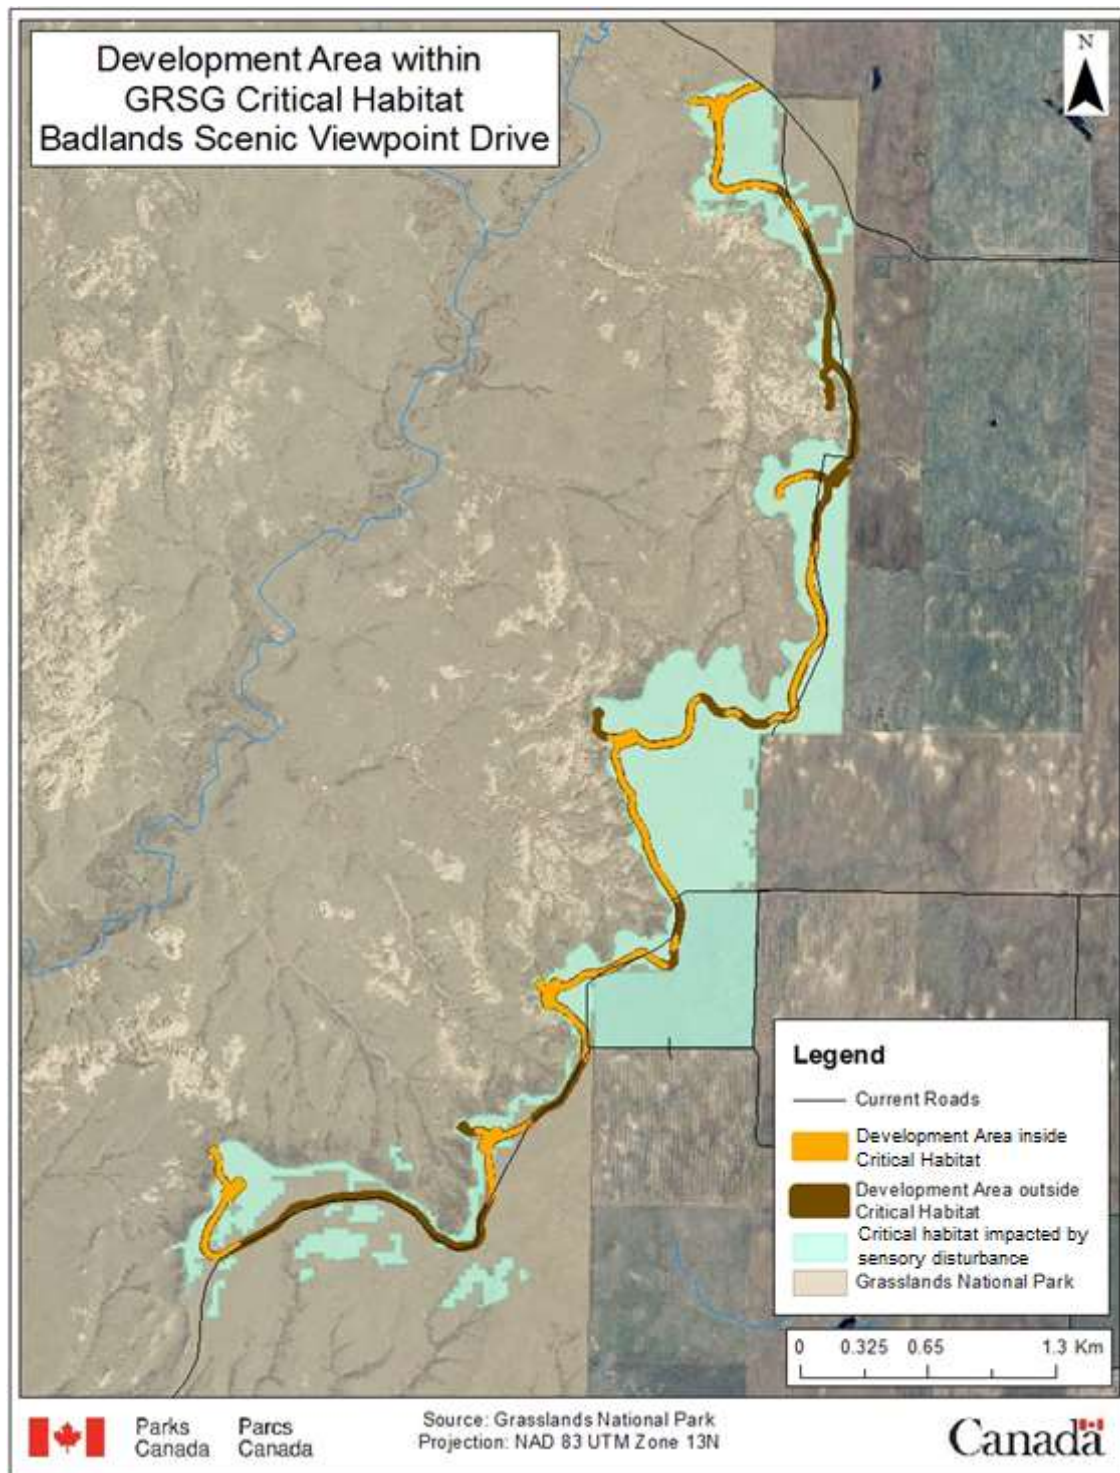 Development Area within
GRSG Critical Habitat
Badlands Scenic Viewpoint Drive
N
Legend
Current Roads
Development Area inside
Critical Habitat
Development Area outside
Critical Habitat
Critical habitat impacted by
sensory disturbance
Grasslands National Park
0 0.325 0.65 1.3 Km
Parks
Canada
Parcs
Canada
Source: Grasslands National Park
Projection: NAD 83 UTM Zone 13N
Canada